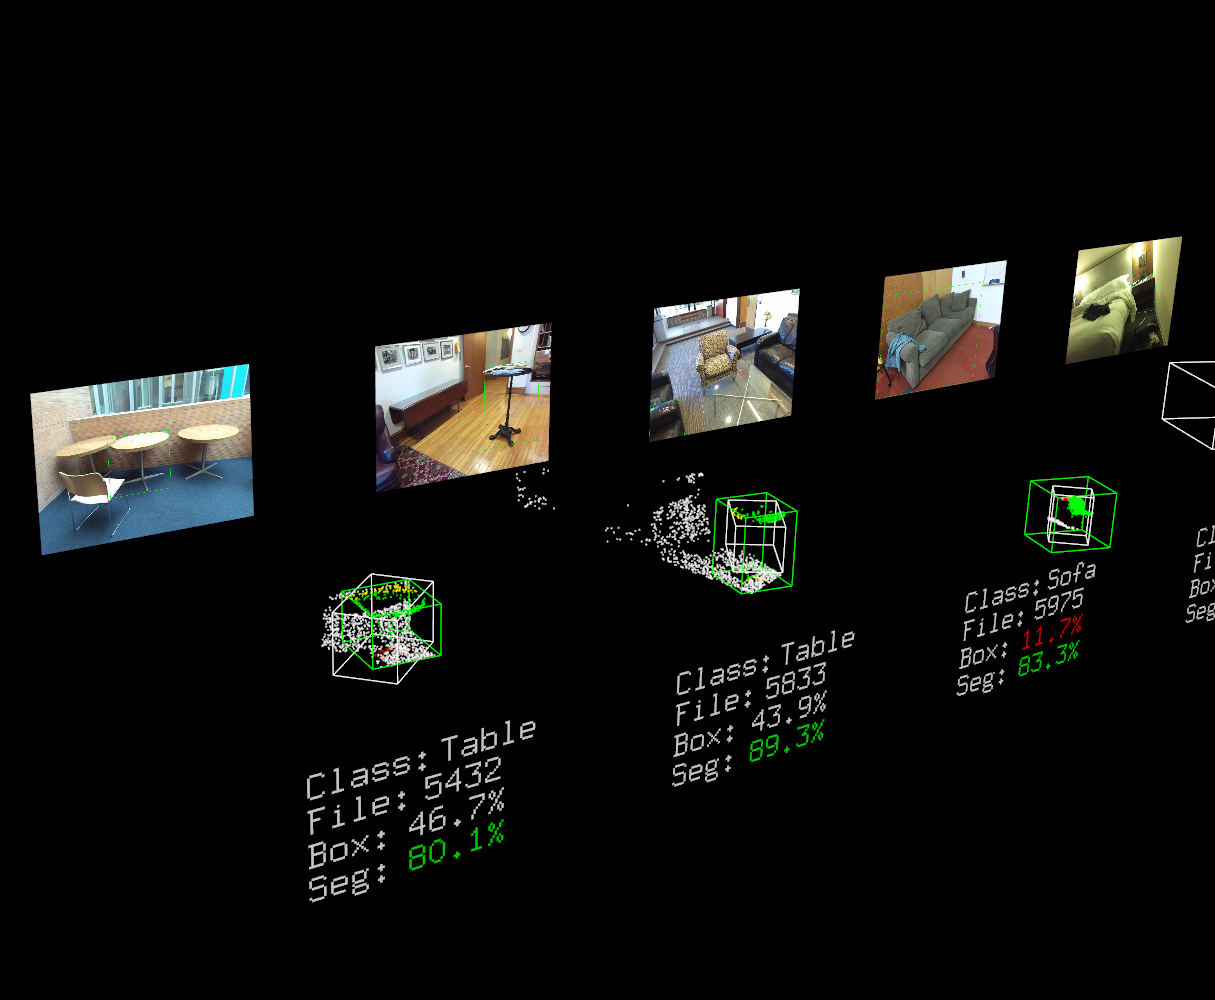 Class: Table
File: 5432
Box: 46.7%
Seg: 80.1%
Class: Table
File: 5833
Box: 43.9%
Seg: 89.3%
Class: Sofa
File: 5975
Box: 11.7%
Seg: 83.3%